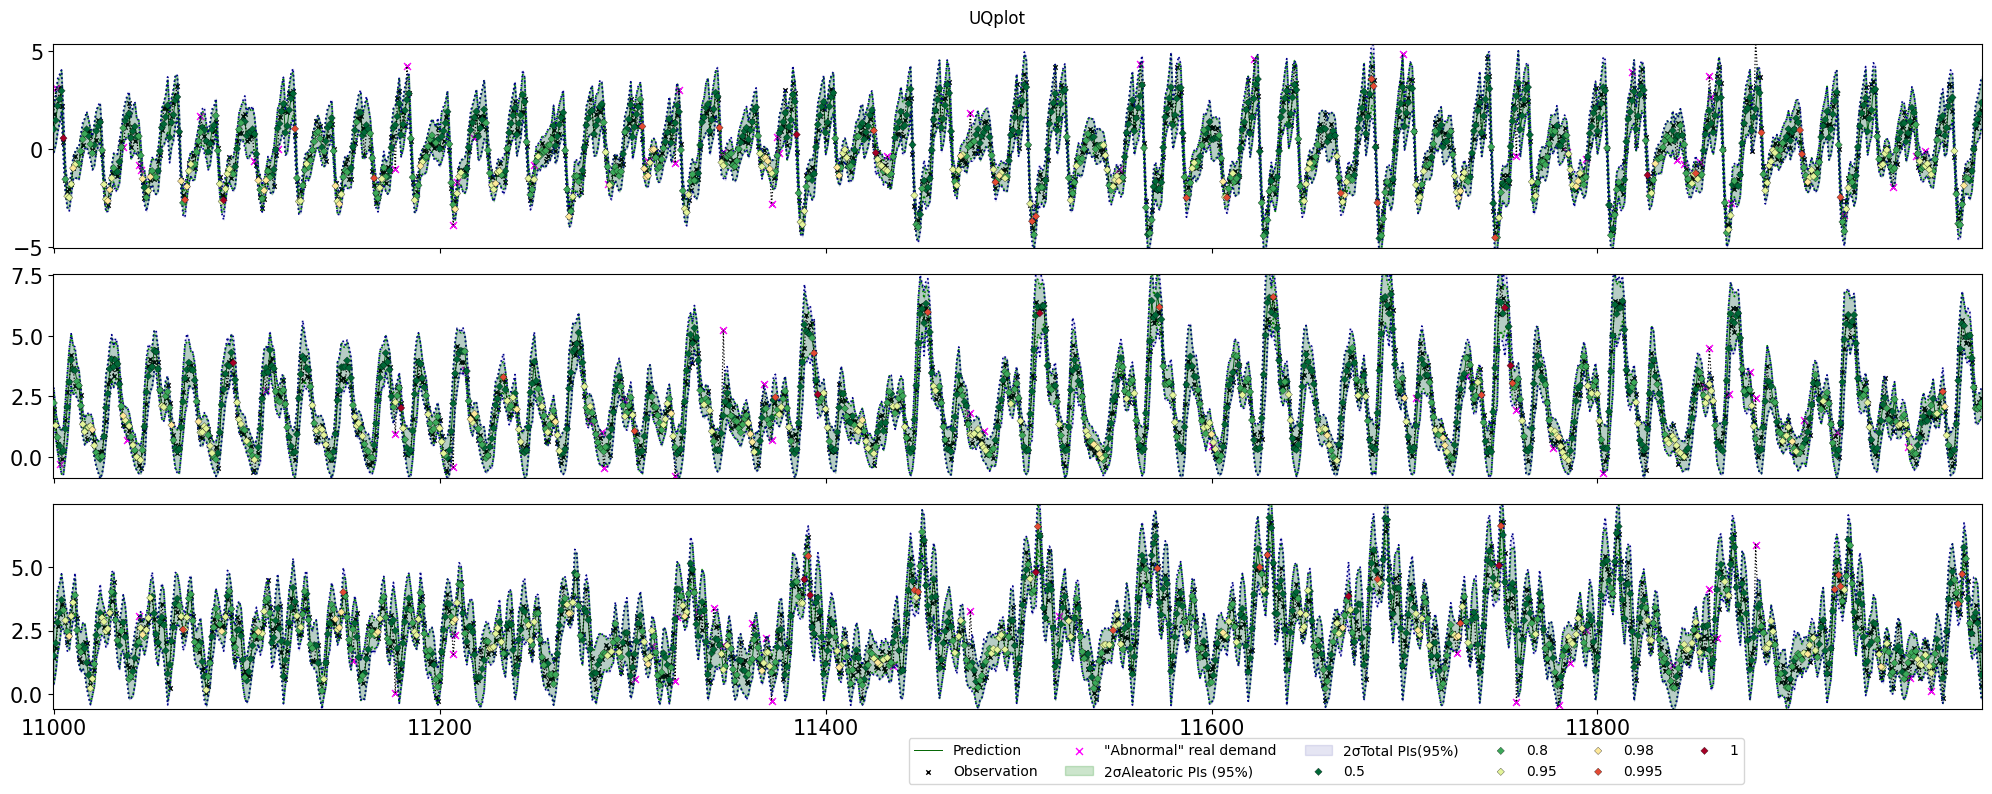 UQplot
5
0
−5
7.5
5.0
2.5
0.0
5.0
2.5
0.0
11000 11200 11400 11600 11800
Prediction "Abnormal" real demand 2σTotal PIs(95%) 0.8 0.98 1
Observation 2σAleatoric PIs (95%) 0.5 0.95 0.995